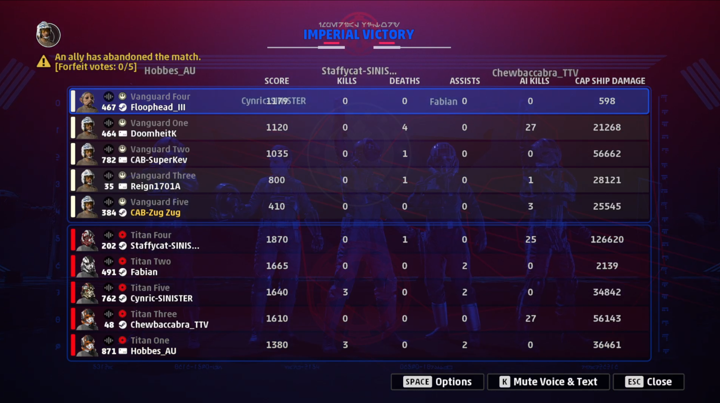 IMPERIAL VICTORY
An ally has abandoned the match.
[Forfeit votes: 0/5]
Hobbes_AU Staffycat-SINIS... Chewbaccabra_TTV
SCORE KILLS DEATHS ASSISTS AI KILLS CAP SHIP DAMAGE
Cynric-SINISTER Fabian
Vanguard Four
467 Floophead_III 1179 0 0 0 0 598
Vanguard One
464 DoomheitK 1120 0 4 0 27 21268
Vanguard Two
782 CAB-SuperKev 1035 0 1 0 0 56662
Vanguard Three
35 Reign1701A 800 0 1 0 1 28121
Vanguard Five
384 CAB-Zug Zug 410 0 0 0 3 25545
Titan Four
202 Staffycat-SINIS... 1870 0 1 0 25 126620
Titan Two
491 Fabian 1665 0 0 2 0 2139
Titan Five
762 Cynric-SINISTER 1640 3 0 2 0 34842
Titan Three
48 Chewbaccabra_TTV 1610 0 0 0 27 56143
Titan One
871 Hobbes_AU 1380 3 0 2 0 36461
SPACE Options K Mute Voice & Text ESC Close